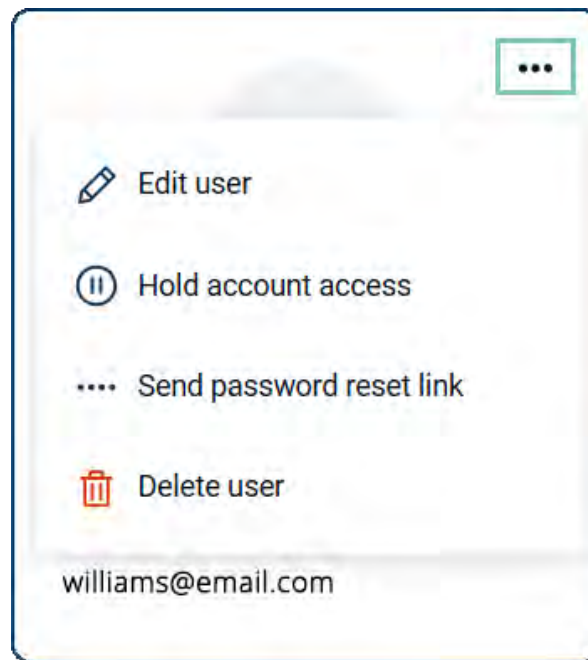 Edit user
Hold account access
Send password reset link
Delete user
williams@email.com